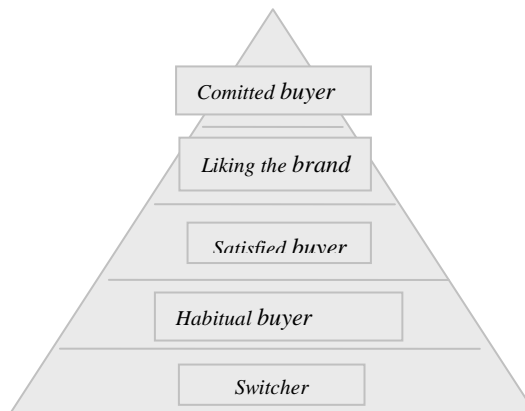 Comitted buyer
Liking the brand
Satisfied buyer
Habitual buyer
Switcher